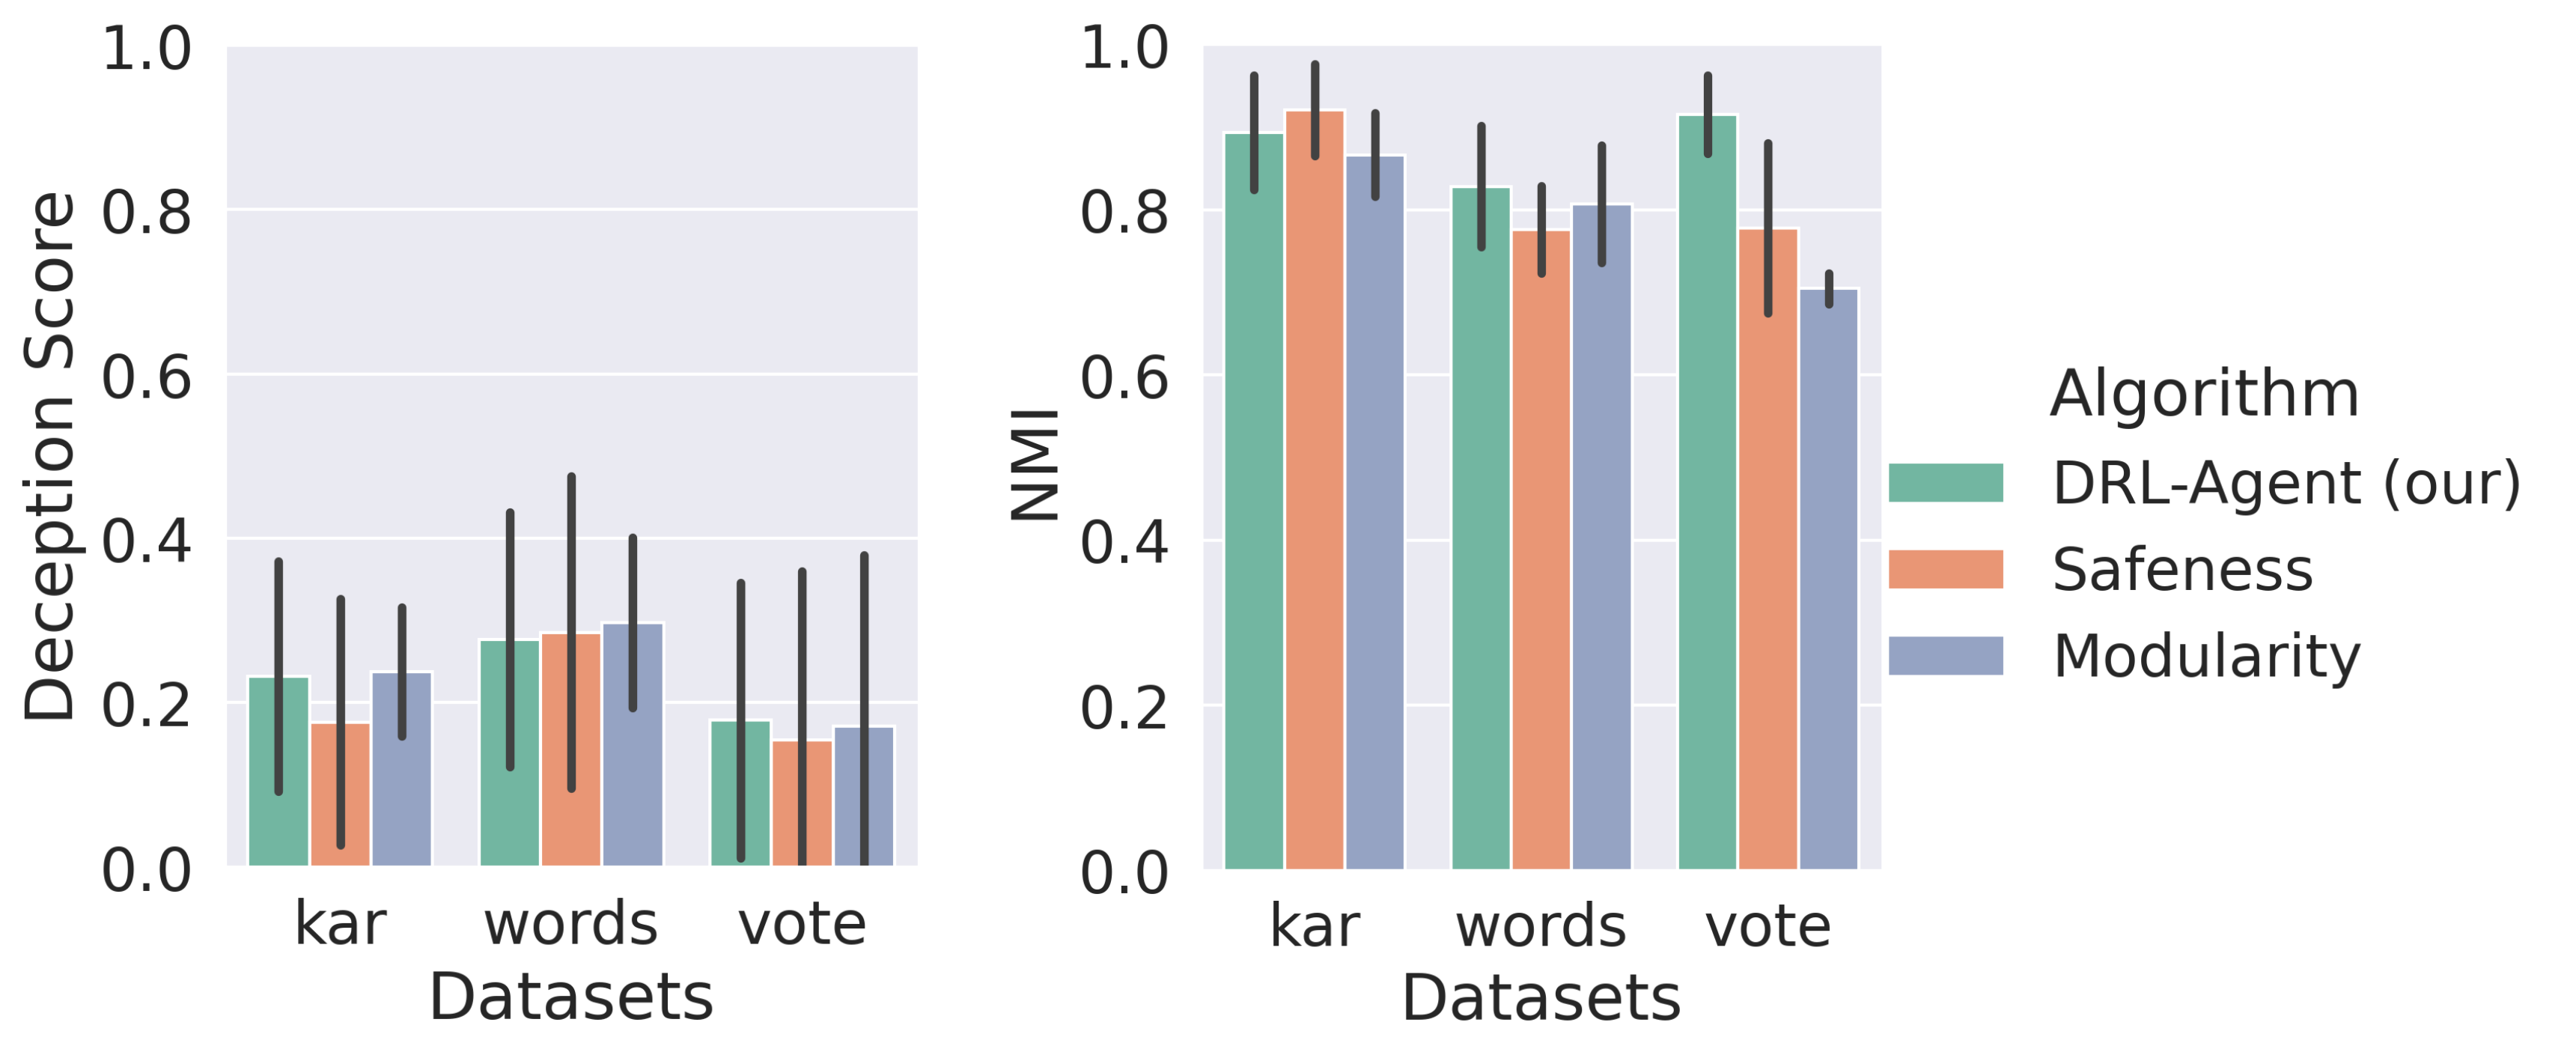 1.0
0.8
0.6
0.4
0.2
0.0
Deception Score
kar words vote
Datasets
1.0
0.8
0.6
0.4
0.2
0.0
NMI
kar words vote
Datasets
Algorithm
DRL-Agent (our)
Safeness
Modularity